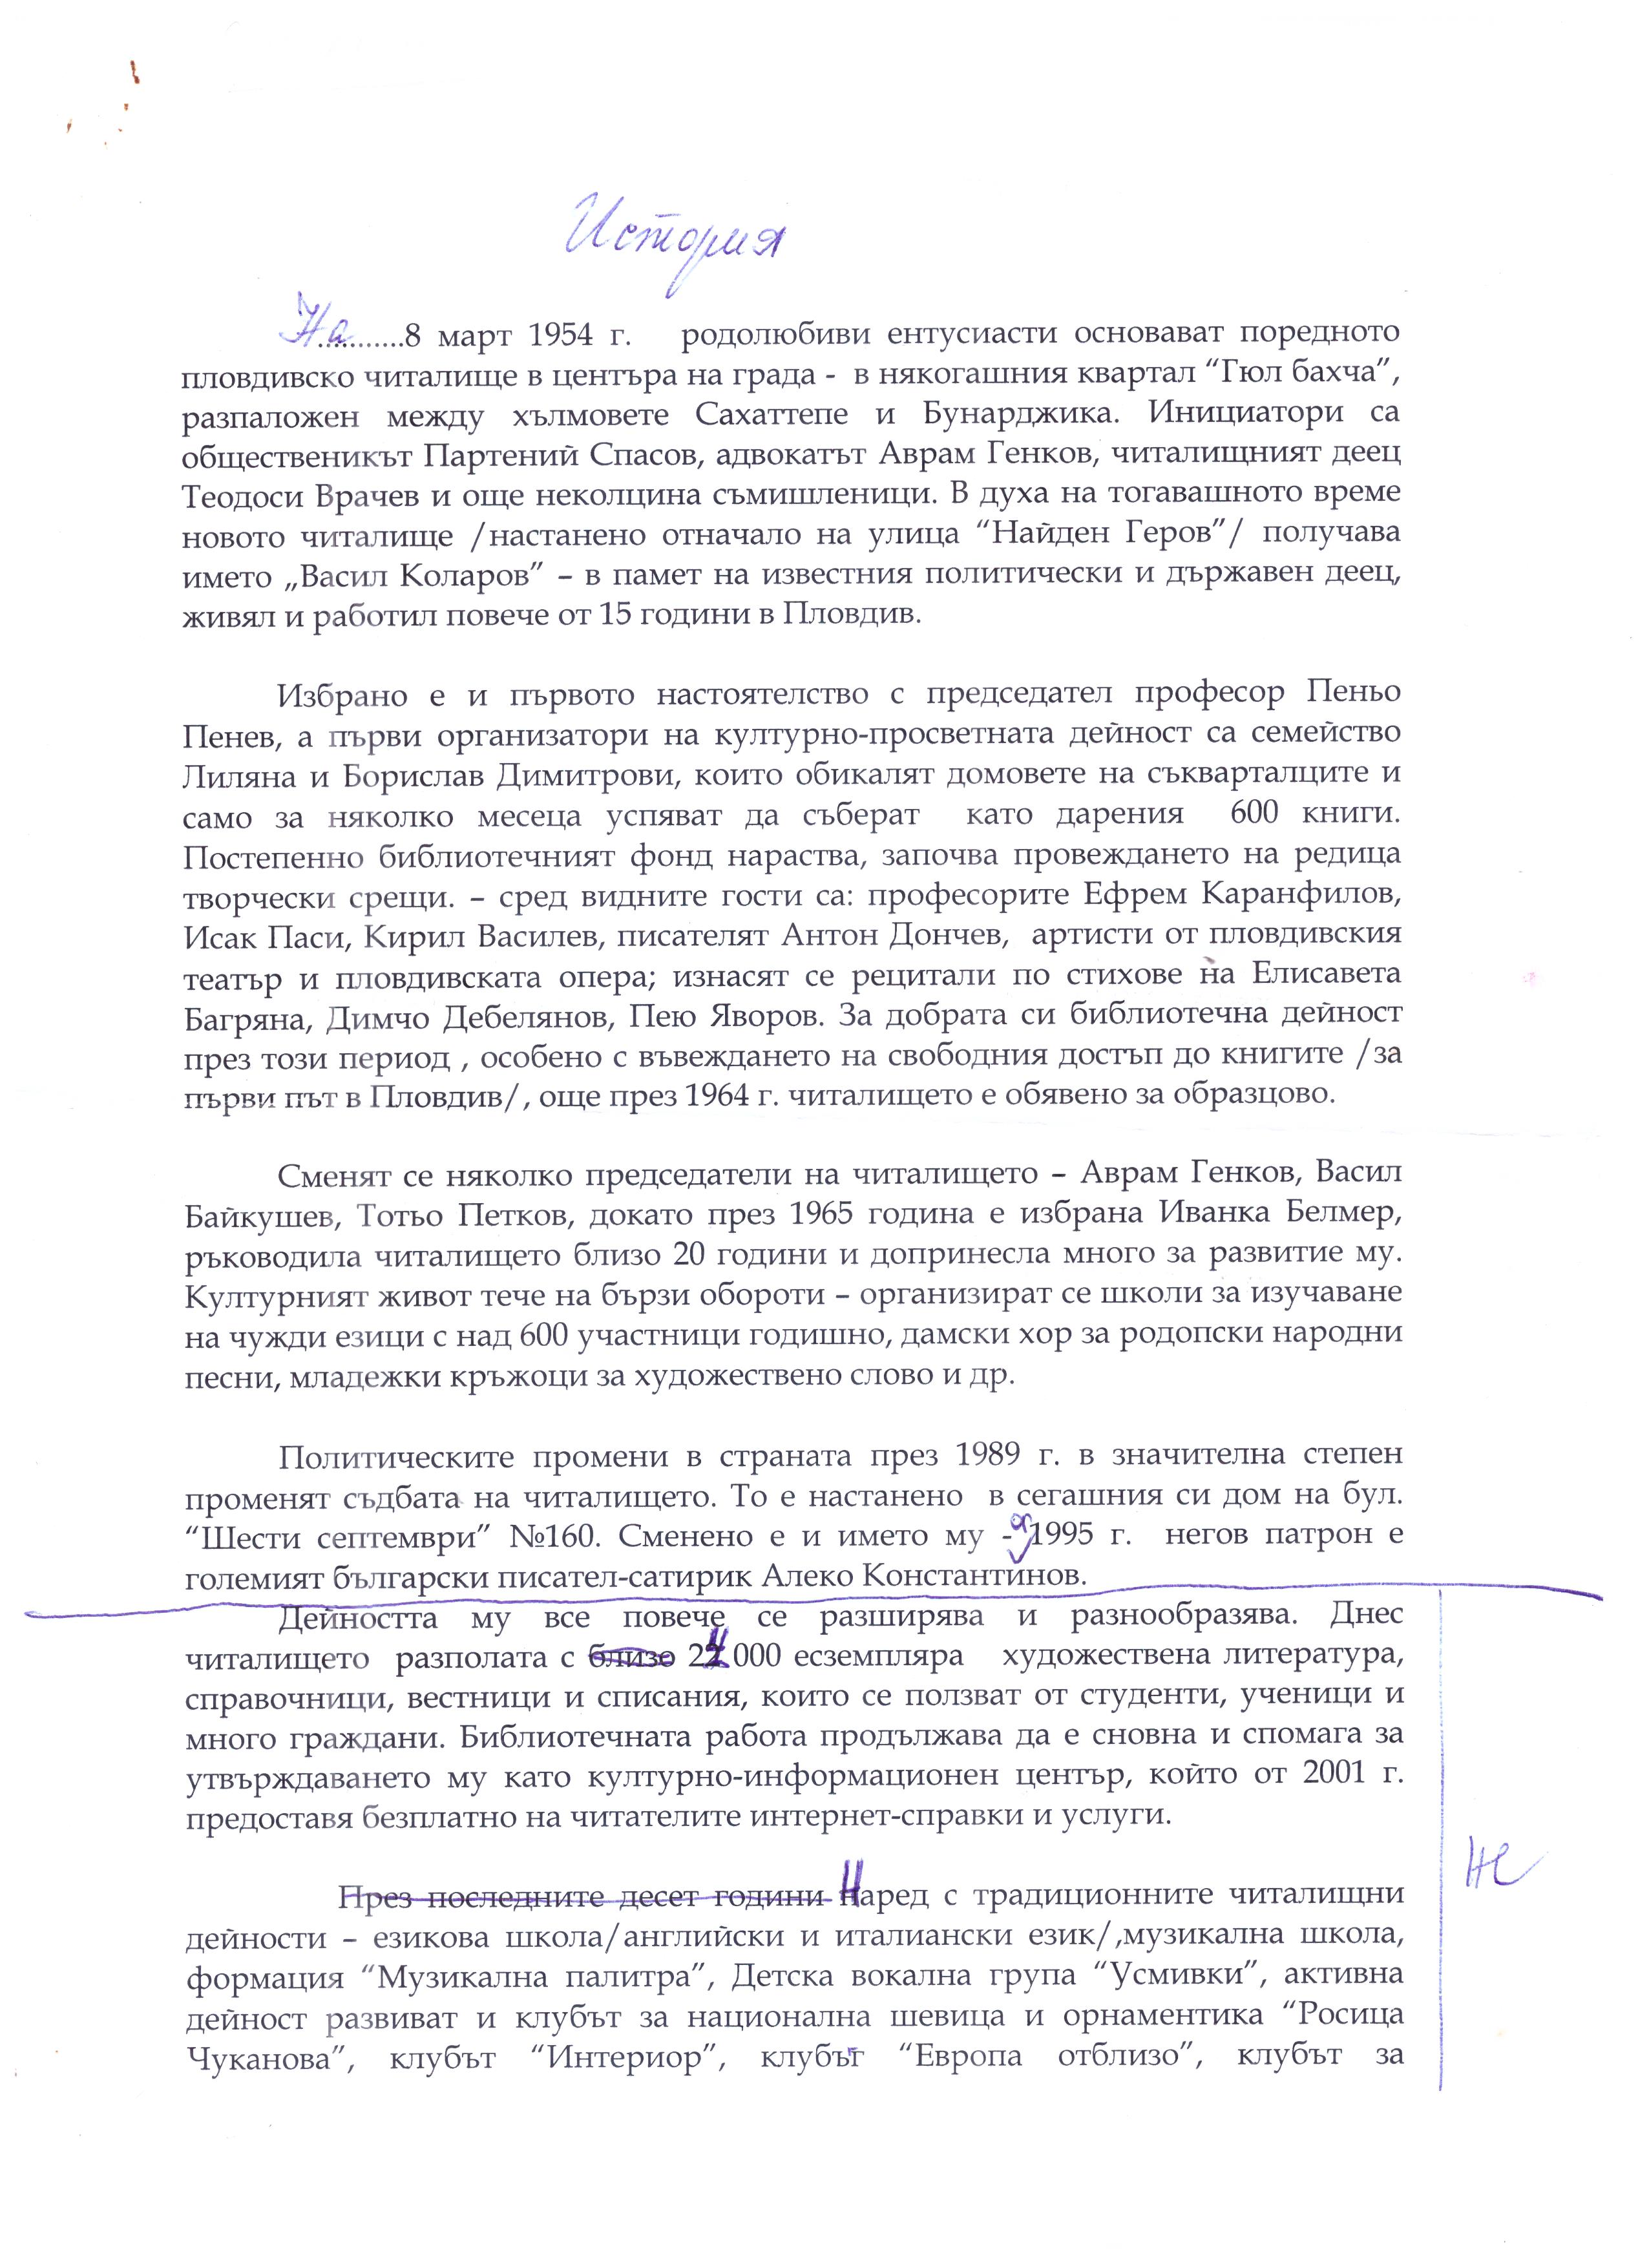 История
На...........8 март 1954 г. родолюбиви ентусиасти основават поредното
пловдивско читалище в центъра на града - в някогашния квартал “Гюл бахча”,
разпаложен между хълмовете Сахаттепе и Бунарджика. Инициатори са
общественикът Партений Спасов, адвокатът Аврам Генков, читалищният деец
Теодоси Врачев и още неколцина съмишленици. В духа на тогавашното време
новото читалище /настанено отначало на улица “Найден Геров”/ получава
името „Васил Коларов” – в памет на известния политически и държавен деец,
живял и работил повече от 15 години в Пловдив.
Избрано е и първото настоятелство с председател професор Пеньо
Пенев, а първи организатори на културно-просветната дейност са семейство
Лиляна и Борислав Димитрови, които обикалят домовете на съкварталците и
само за няколко месеца успяват да съберат като дарения 600 книги.
Постепенно библиотечният фонд нараства, започва провеждането на редица
творчески срещи. – сред видните гости са: професорите Ефрем Каранфилов,
Исак Паси, Кирил Василев, писателят Антон Дончев, артисти от пловдивския
театър и пловдивската опера; изнасят се рецитали по стихове на Елисавета
Багряна, Димчо Дебелянов, Пею Яворов. За добрата си библиотечна дейност
през този период , особено с въвеждането на свободния достъп до книгите /за
първи път в Пловдив/, още през 1964 г. читалището е обявено за образцово.
Сменят се няколко председатели на читалището – Аврам Генков, Васил
Байкушев, Тотьо Петков, докато през 1965 година е избрана Иванка Белмер,
ръководила читалището близо 20 години и допринесла много за развитие му.
Културният живот тече на бързи обороти – организират се школи за изучаване
на чужди езици с над 600 участници годишно, дамски хор за родопски народни
песни, младежки кръжоци за художествено слово и др.
Политическите промени в страната през 1989 г. в значителна степен
променят съдбата на читалището. То е настанено в сегашния си дом на бул.
“Шести септември” №160. Сменено е и името му - 1995 г. негов патрон е
големият български писател-сатирик Алеко Константинов.
Дейността му все повече се разширява и разнообразява. Днес
читалището разполата с близо 24 000 есземпляра художествена литература,
справочници, вестници и списания, които се ползват от студенти, ученици и
много граждани. Библиотечната работа продължава да е сновна и спомага за
утвърждаването му като културно-информационен център, който от 2001 г.
предоставя безплатно на читателите интернет-справки и услуги.
не
През последните десет години Наред с традиционните читалищни
дейности – езикова школа/английски и италиански език/,музикална школа,
формация “Музикална палитра”, Детска вокална група “Усмивки”, активна
дейност развиват и клубът за национална шевица и орнаментика “Росица
Чуканова”, клубът “Интериор”, клубът “Европа отблизо”, клубът за